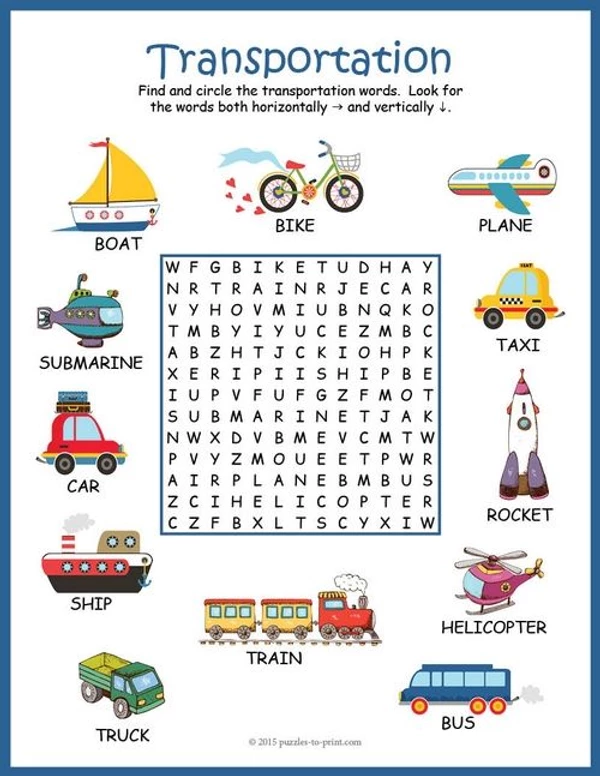 Transportation
Find and circle the transportation words. Look for
the words both horizontally → and vertically ↓.
BOAT
BIKE
PLANE
W F G B I K E T U D H A Y
N R T R A I N R J E C A R
V Y H O V M I U B N Q K O
T M B Y I Y U C E Z M B C
A B Z H T J C K I O H P K
X E R I P I I S H I P B E
I U P V F U F G Z F M O T
S U B M A R I N E T J A K
N W X D V B M E V C M T W
P V Y Z M O U E E T P W R
A I R P L A N E B M B U S
Z C I H E L I C O P T E R
C Z F B X L T S C Y X I W
SUBMARINE
TAXI
TAXI
CAR
ROCKET
SHIP
TRAIN
HELICOPTER
TRUCK
BUS
© 2015 puzzles-to-print.com